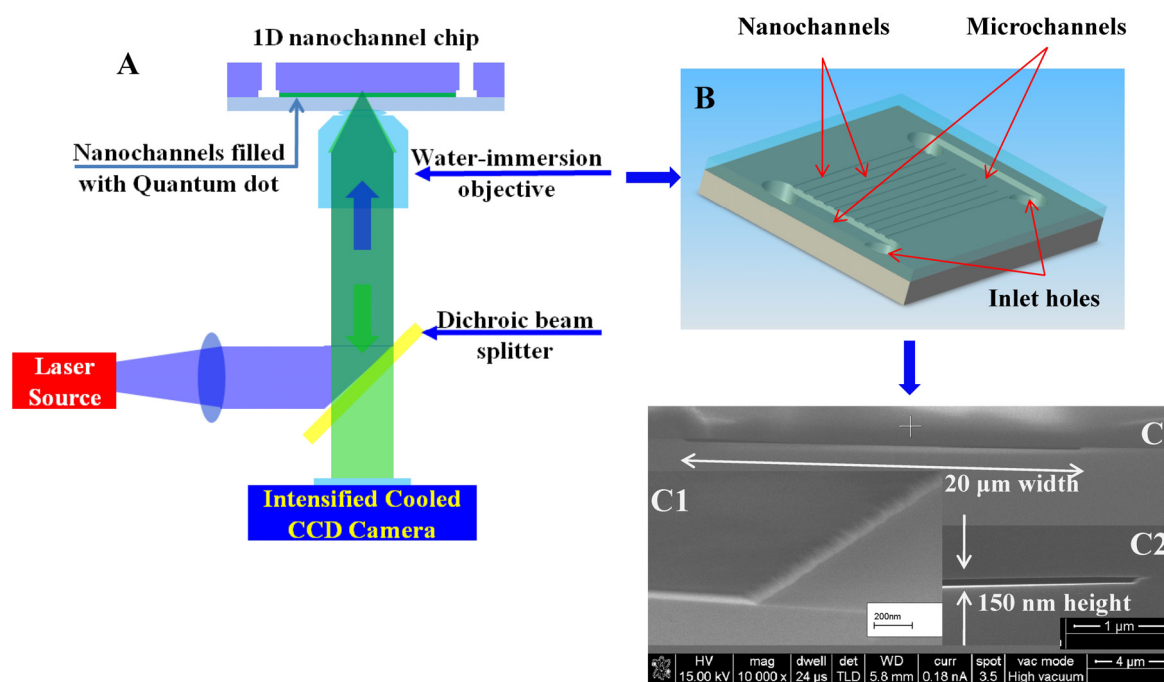 A
1D nanochannel chip
Nanochannels filled
with Quantum dot
Water-immersion
objective
Dichroic beam
splitter
Laser
Source
Intensified Cooled
CCD Camera
B
Nanochannels
Microchannels
Inlet holes
C
20 µm width
C1
C2
150 nm height
200nm
1 µm
HV mag dwell det WD curr spot vac mode
15.00 kV 10 000 x 24 µs TLD 5.8 mm 0.18 nA 3.5 High vacuum
4 µm